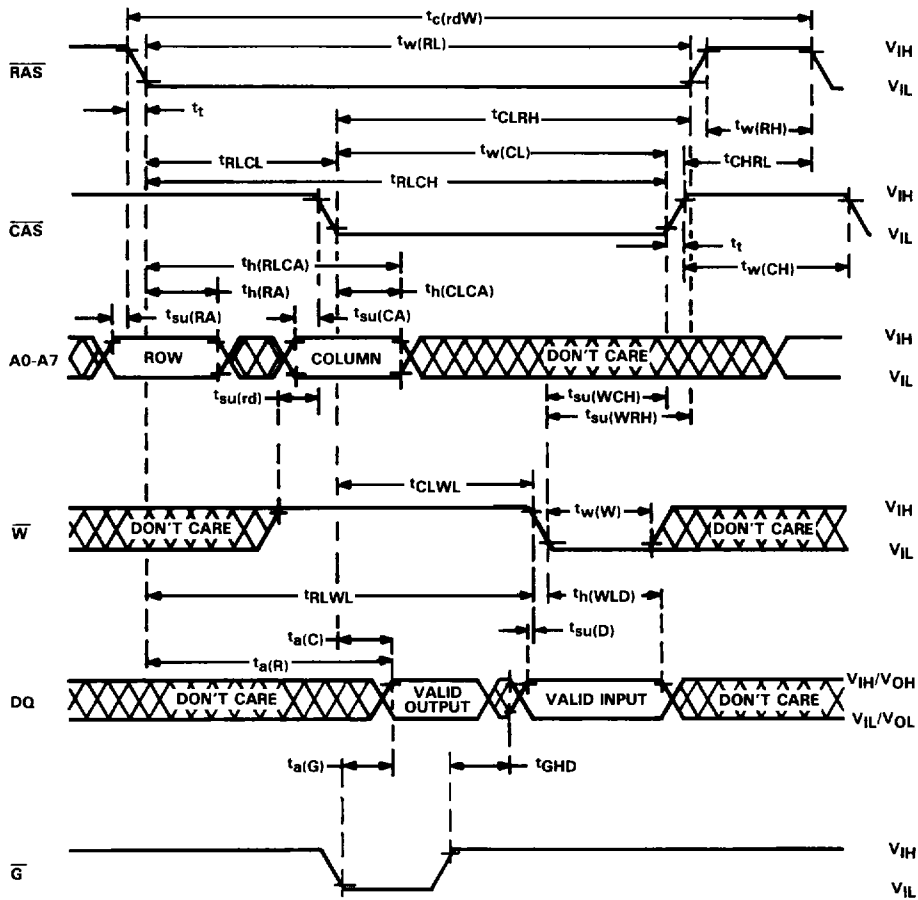 tc(rdW)
tw(RL)
VIH
RAS
VIL
tt
tCLRH
tw(RH)
tRLCL
tw(CL)
tCHRL
tRLCH
VIH
CAS
VIL
tt
th(RLCA)
tw(CH)
th(RA)
th(CLCA)
tsu(RA)
tsu(CA)
VIH
A0-A7
ROW
COLUMN
DON'T CARE
VIL
tsu(rd)
tsu(WCH)
tsu(WRH)
tCLWL
tw(W)
VIH
W
DON'T CARE
DON'T CARE
VIL
tRLWL
th(WLD)
ta(C)
tsu(D)
ta(R)
VIH/VOH
DQ
DON'T CARE
VALID
OUTPUT
VALID INPUT
DON'T CARE
VIL/VOL
ta(G)
tGHD
VIH
G
VIL